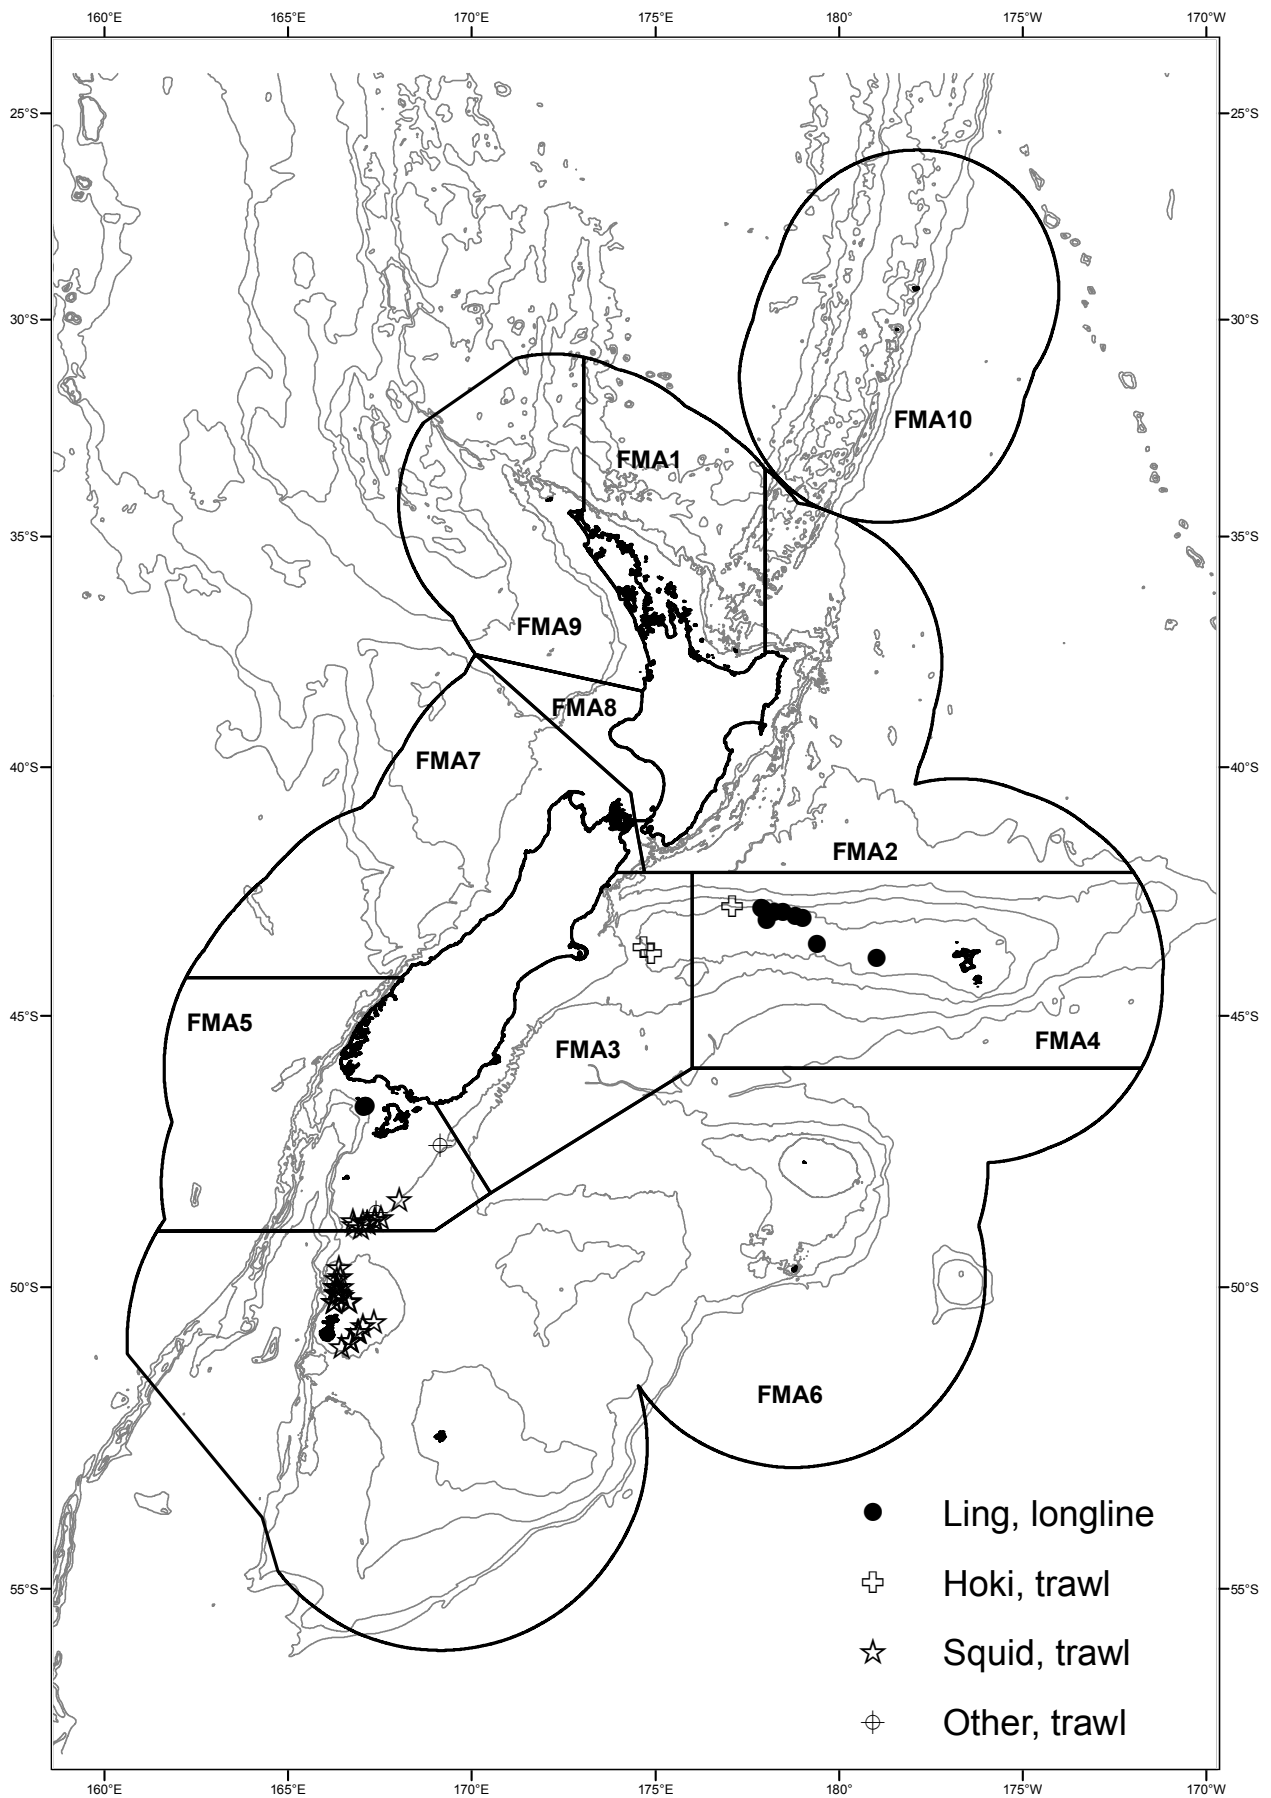 160°E 165°E 170°E 175°E 180° 175°W 170°W
25°S 25°S
30°S 30°S
FMA10
FMA1
35°S 35°S
FMA9
FMA8
FMA7
40°S 40°S
FMA2
45°S 45°S
FMA5
FMA4
FMA3
50°S 50°S
FMA6
Ling, longline
Hoki, trawl
55°S 55°S
Squid, trawl
Other, trawl
160°E 165°E 170°E 175°E 180° 175°W 170°W